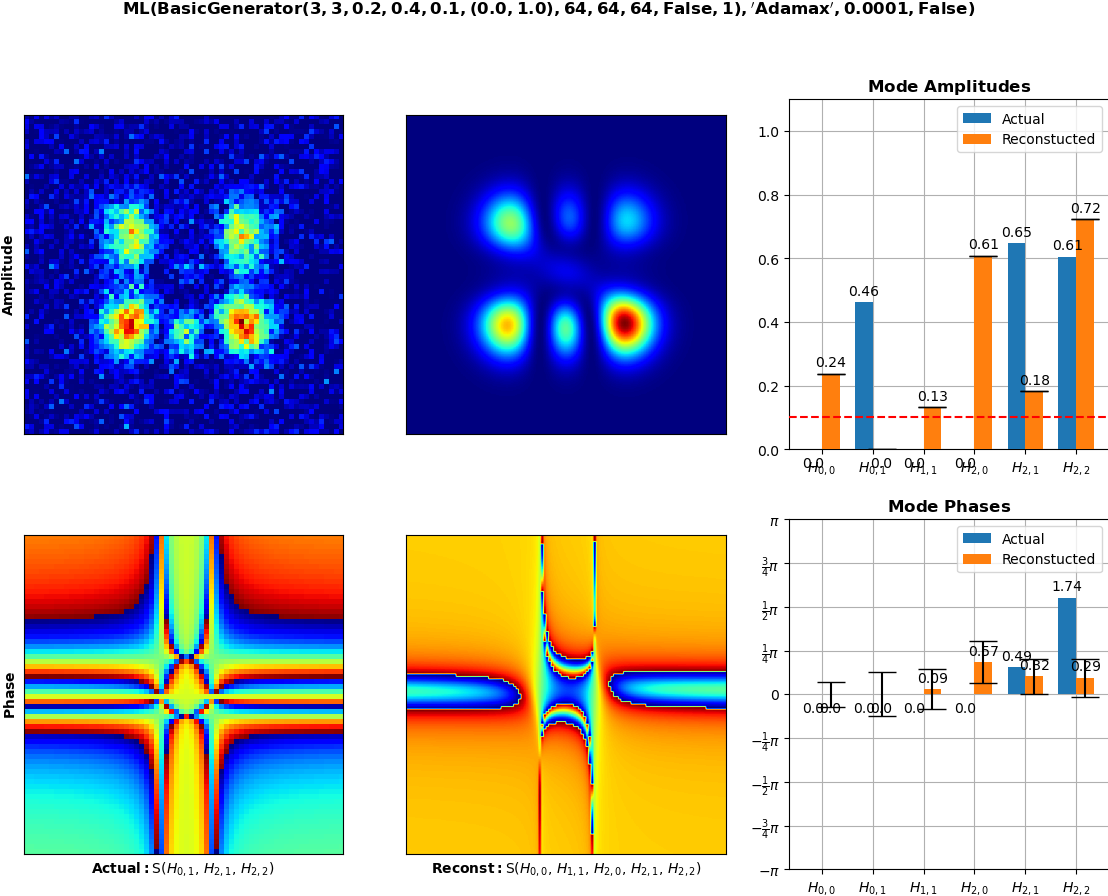 ML(BasicGenerator(3, 3, 0.2, 0.4, 0.1, (0.0, 1.0), 64, 64, 64, False, 1), ′Adamax′, 0.0001, False)
Amplitude
Mode Amplitudes
Actual
Reconstucted
1.0
0.8
0.6
0.4
0.2
0.0
0.0
0.24
0.46
0.0
0.0
0.13
0.0
0.61
0.65
0.18
0.61
0.72
H0,0 H0,1 H1,1 H2,0 H2,1 H2,2
Phase
Actual: S(H0,1, H2,1, H2,2)
Reconst: S(H0,0, H1,1, H2,0, H2,1, H2,2)
Mode Phases
Actual
Reconstucted
π
3/4π
1/2π
1/4π
0
−1/4π
−1/2π
−3/4π
−π
0.0
0.0
0.0
0.0
0.0
0.09
0.0
0.57
0.49
0.32
1.74
0.29
H0,0 H0,1 H1,1 H2,0 H2,1 H2,2